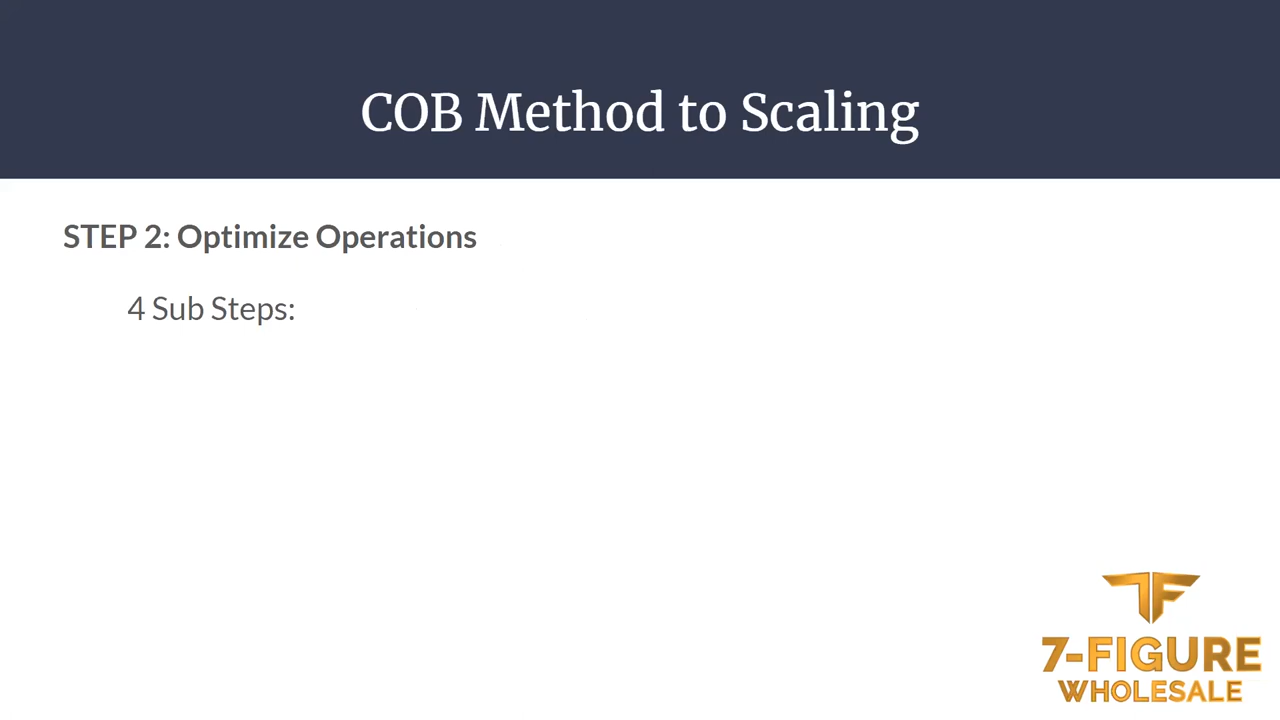 COB Method to Scaling
STEP 2: Optimize Operations
4 Sub Steps:
7-FIGURE
WHOLESALE